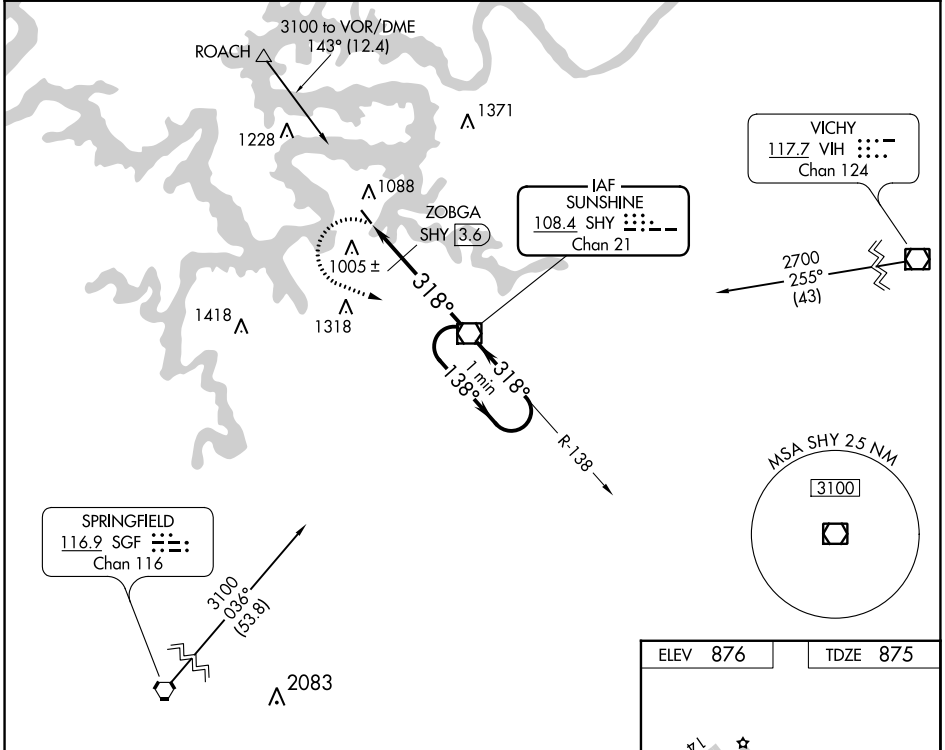 3100 to VOR/DME
143° (12.4)
ROACH
1371
1228
VICHY
117.7 VIH
Chan 124
1088
IAF
SUNSHINE
108.4 SHY
Chan 21
ZOBGA
SHY 3.6
1005 ±
2700
255°
(43)
318°
1418
1318
318°
1 min
138°
R-138
MSA SHY 25 NM
3100
SPRINGFIELD
116.9 SGF
Chan 116
3100
036°
(53.8)
2083
ELEV 876
TDZE 875
14